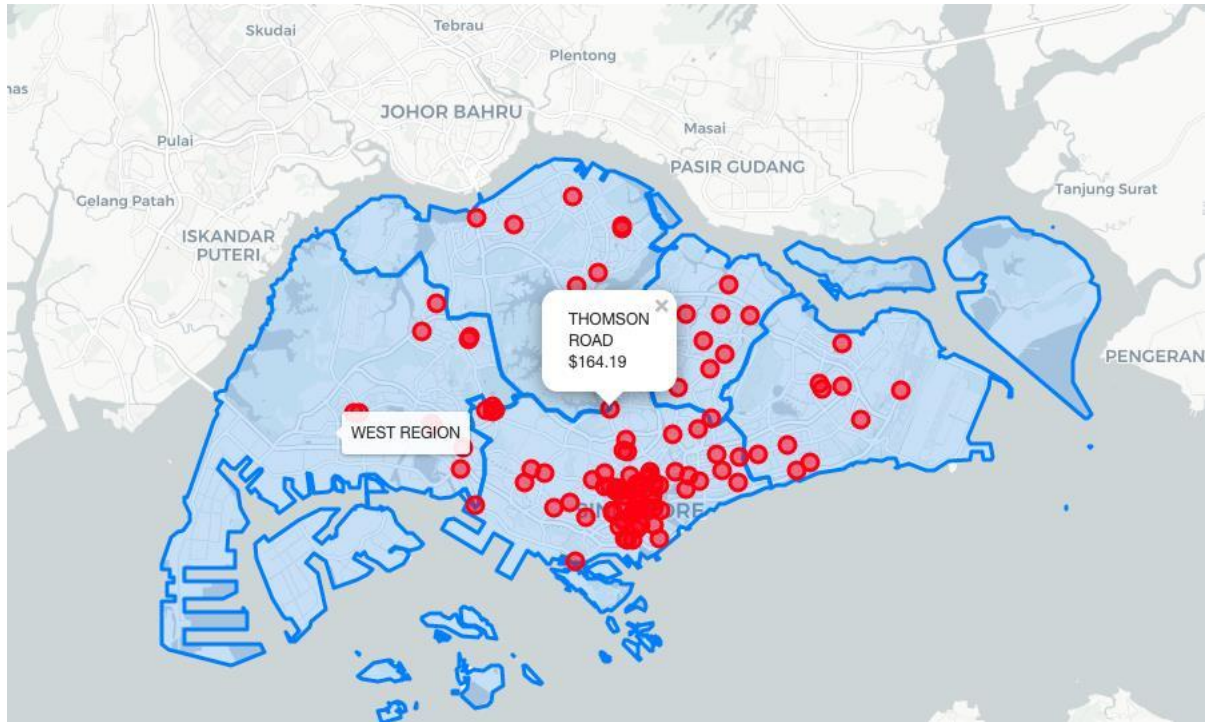 Skudai
Tebrau
Plentong
JOHOR BAHRU
nas
Pulai
Masai
PASIR GUDANG
Gelang Patah
Tanjung Surat
ISKANDAR
PUTERI
THOMSON
ROAD
$164.19
×
PENGERAN
WEST REGION